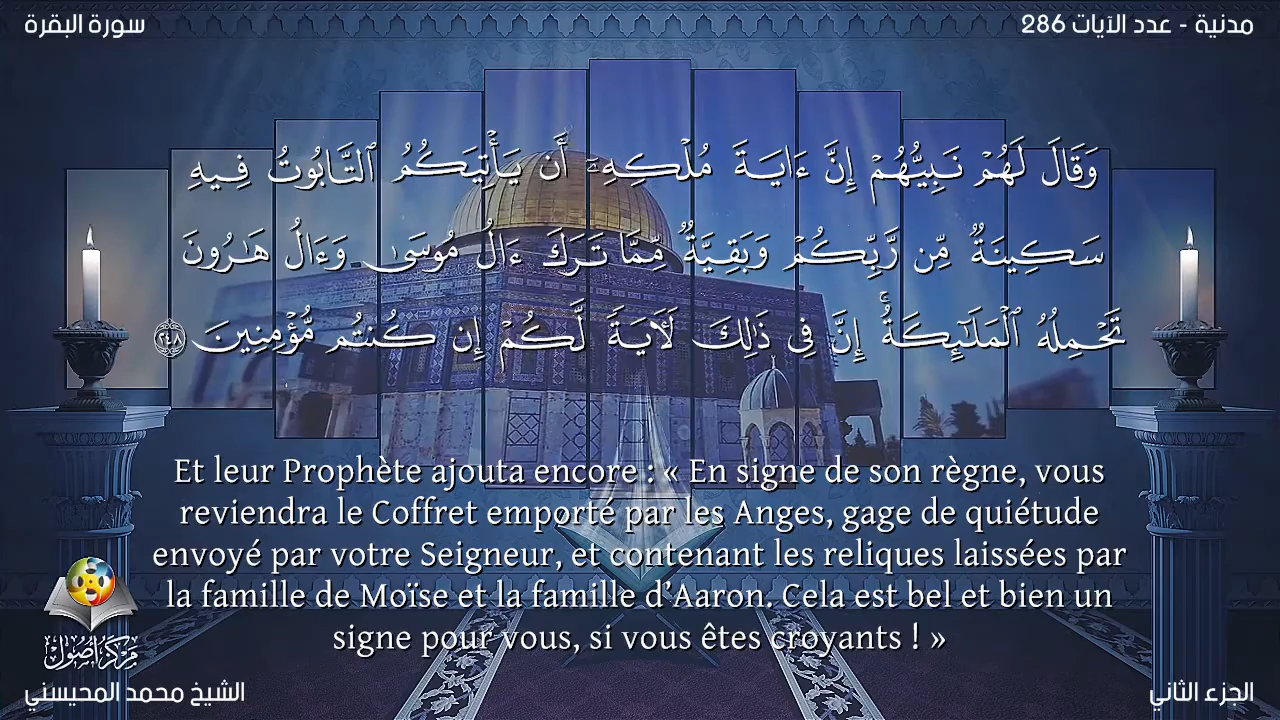 سورة البقرة
مدنية - عدد الآيات 286
وَقَالَ لَهُمْ نَبِيُّهُمْ إِنَّ ءَايَةَ مُلْكِهِۦٓ أَن يَأْتِيَكُمُ ٱلتَّابُوتُ فِيهِ
سَكِينَةٌ مِّن رَّبِّكُمْ وَبَقِيَّةٌ مِّمَّا تَرَكَ ءَالُ مُوسَىٰ وَءَالُ هَٰرُونَ
تَحْمِلُهُ ٱلْمَلَٰٓئِكَةُ ۚ إِنَّ فِى ذَٰلِكَ لَءَايَةً لَّكُمْ إِن كُنتُم مُّؤْمِنِينَ ٢٤٨
Et leur Prophète ajouta encore : « En signe de son règne, vous
reviendra le Coffret emporté par les Anges, gage de quiétude
envoyé par votre Seigneur, et contenant les reliques laissées par
la famille de Moïse et la famille d’Aaron. Cela est bel et bien un
signe pour vous, si vous êtes croyants ! »
مركز أصول
الشيخ محمد المحيسني
الجزء الثاني